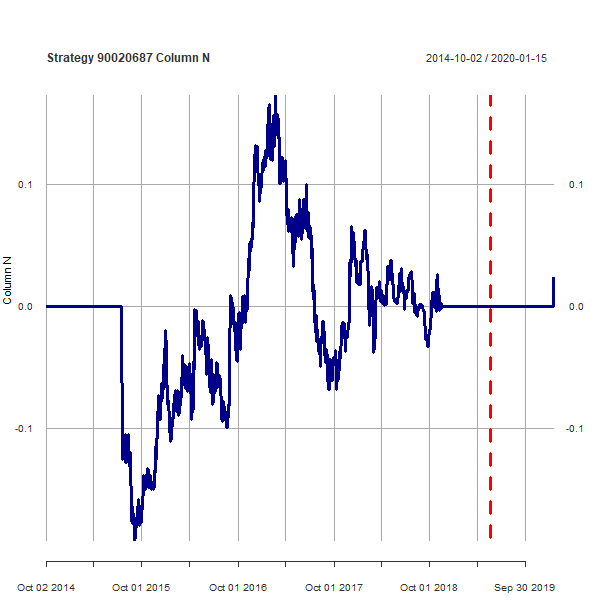 Strategy 90020687 Column N
2014-10-02 / 2020-01-15
Column N
0.1
0.1
0.0
0.0
-0.1
-0.1
Oct 02 2014
Oct 01 2015
Oct 01 2016
Oct 01 2017
Oct 01 2018
Sep 30 2019